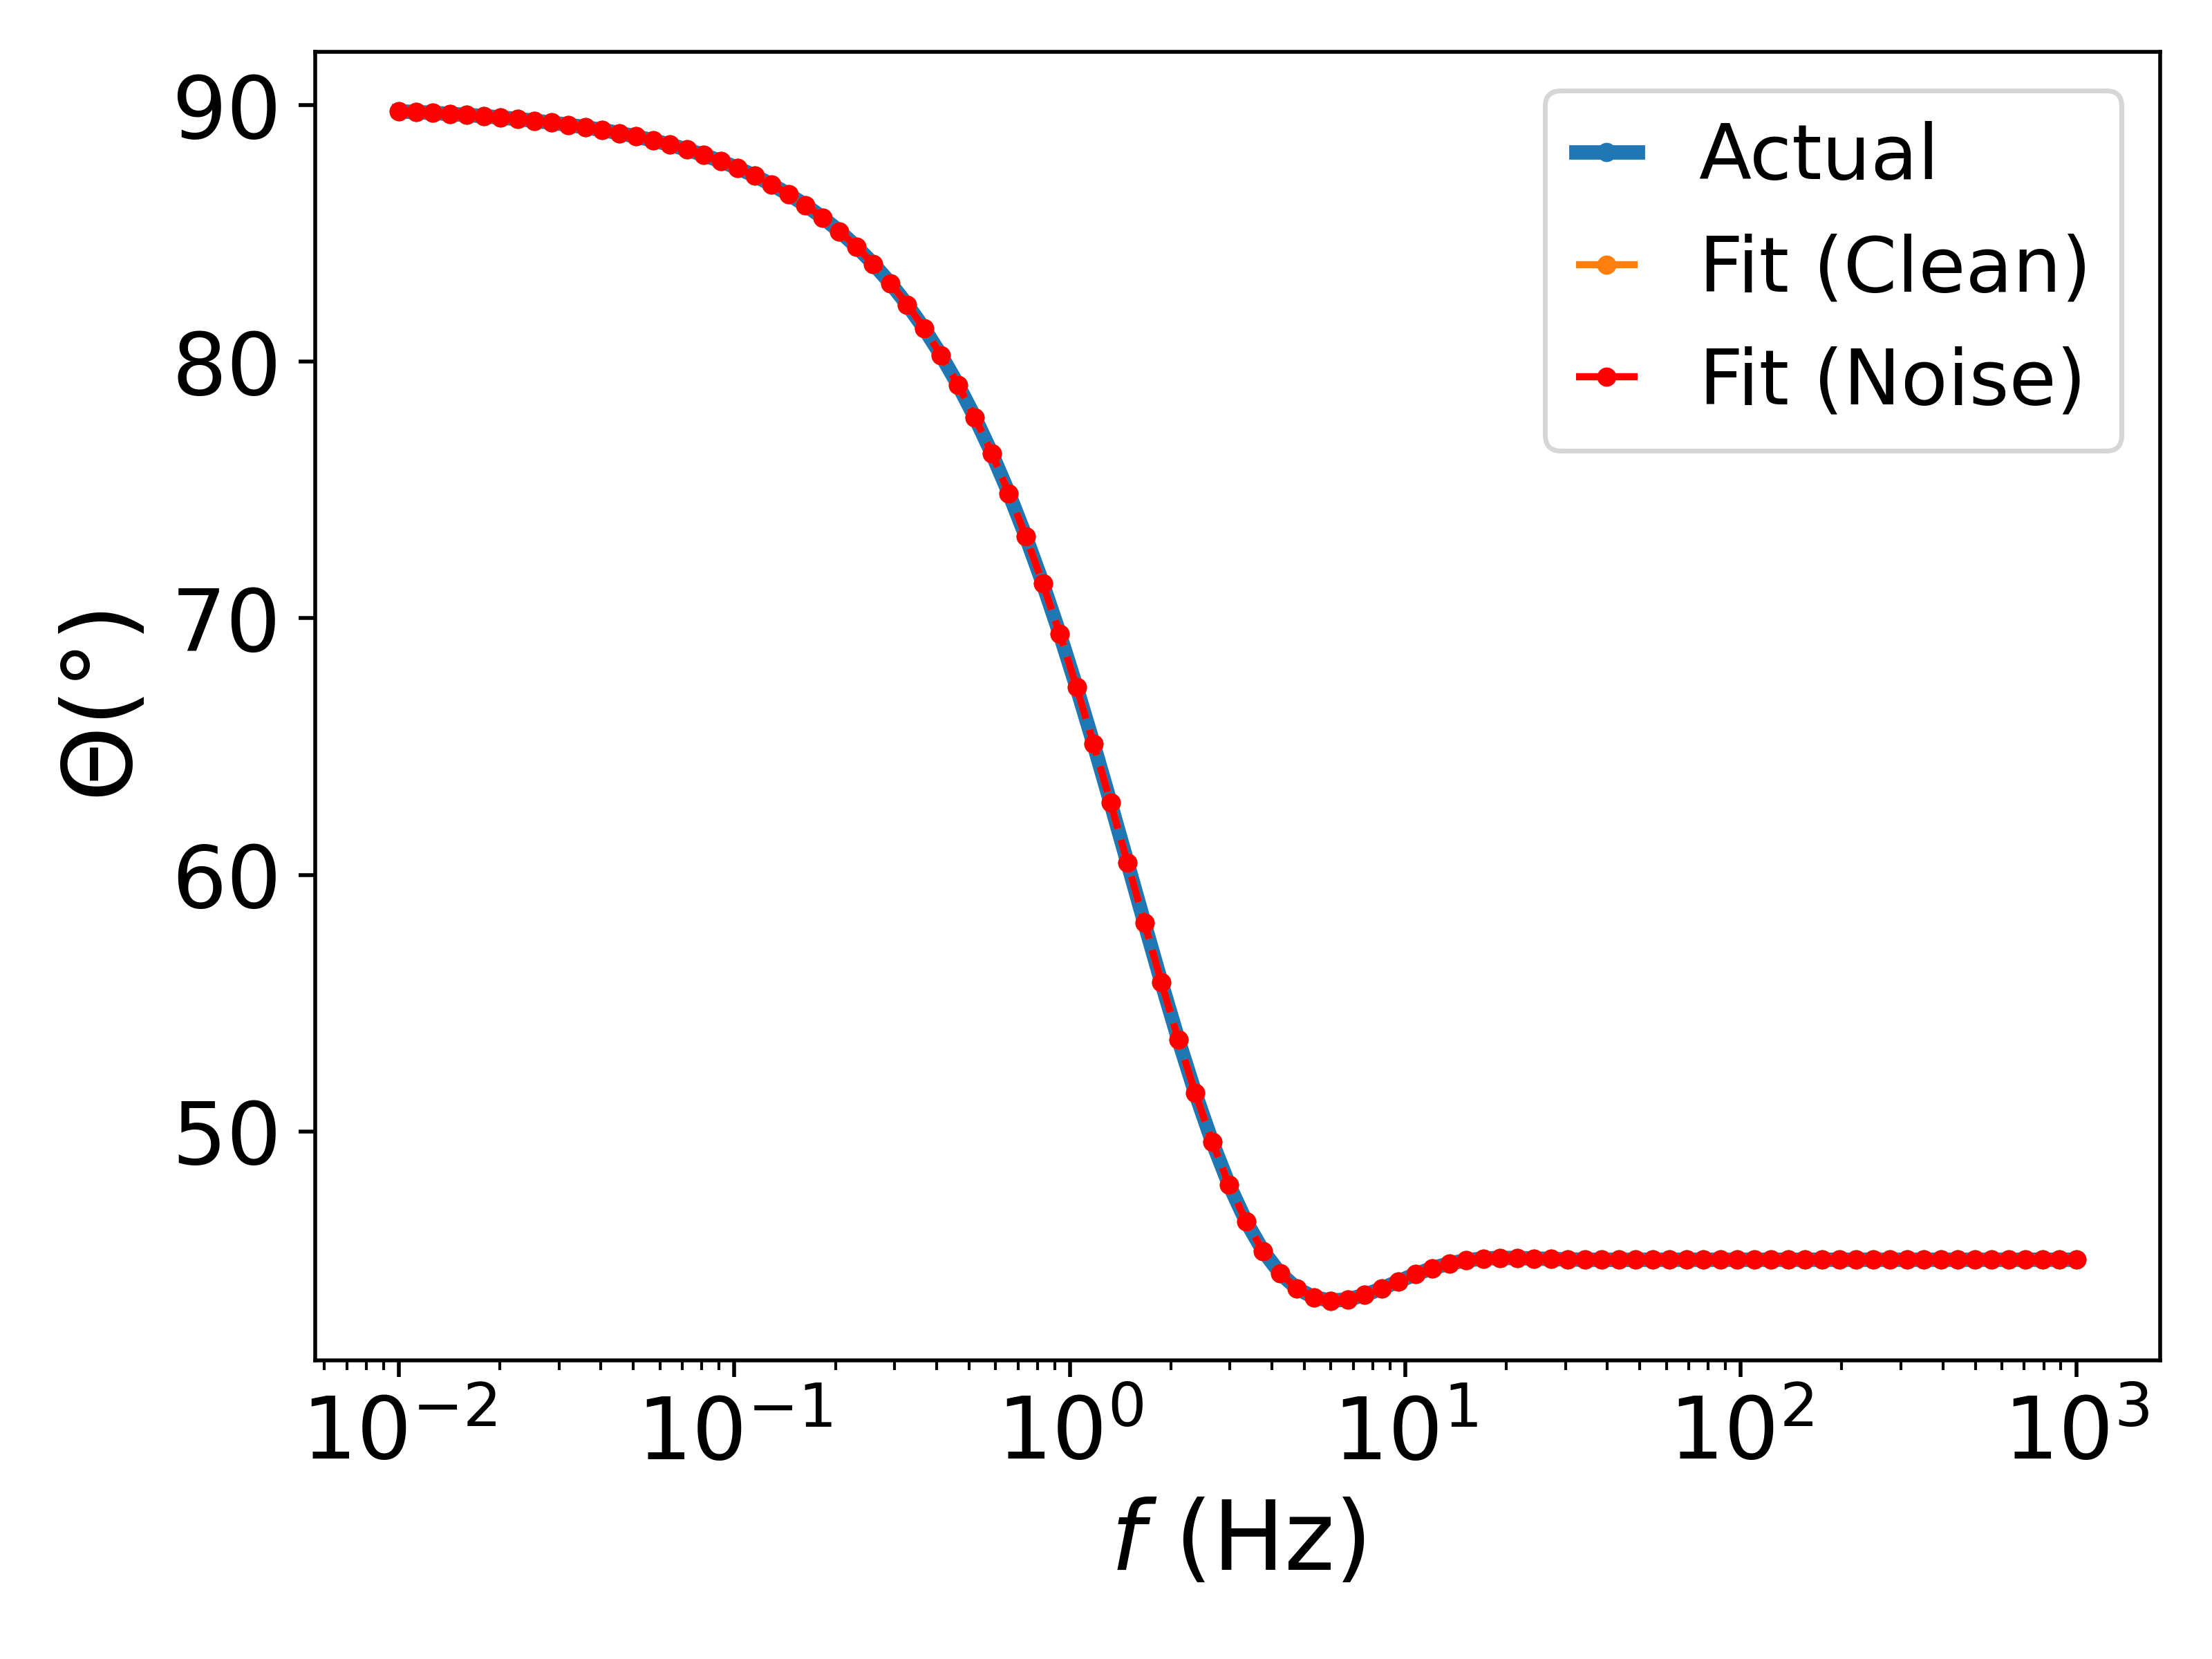 90
80
70
60
50
Θ(°)
Actual
Fit (Clean)
Fit (Noise)
10⁻² 10⁻¹ 10⁰ 10¹ 10² 10³
f (Hz)